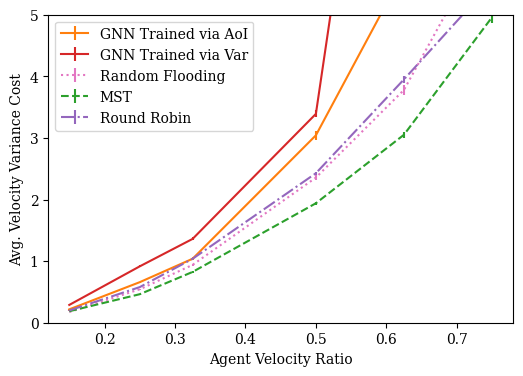 5
4
3
2
1
0
Avg. Velocity Variance Cost
GNN Trained via AoI
GNN Trained via Var
Random Flooding
MST
Round Robin
0.2 0.3 0.4 0.5 0.6 0.7
Agent Velocity Ratio